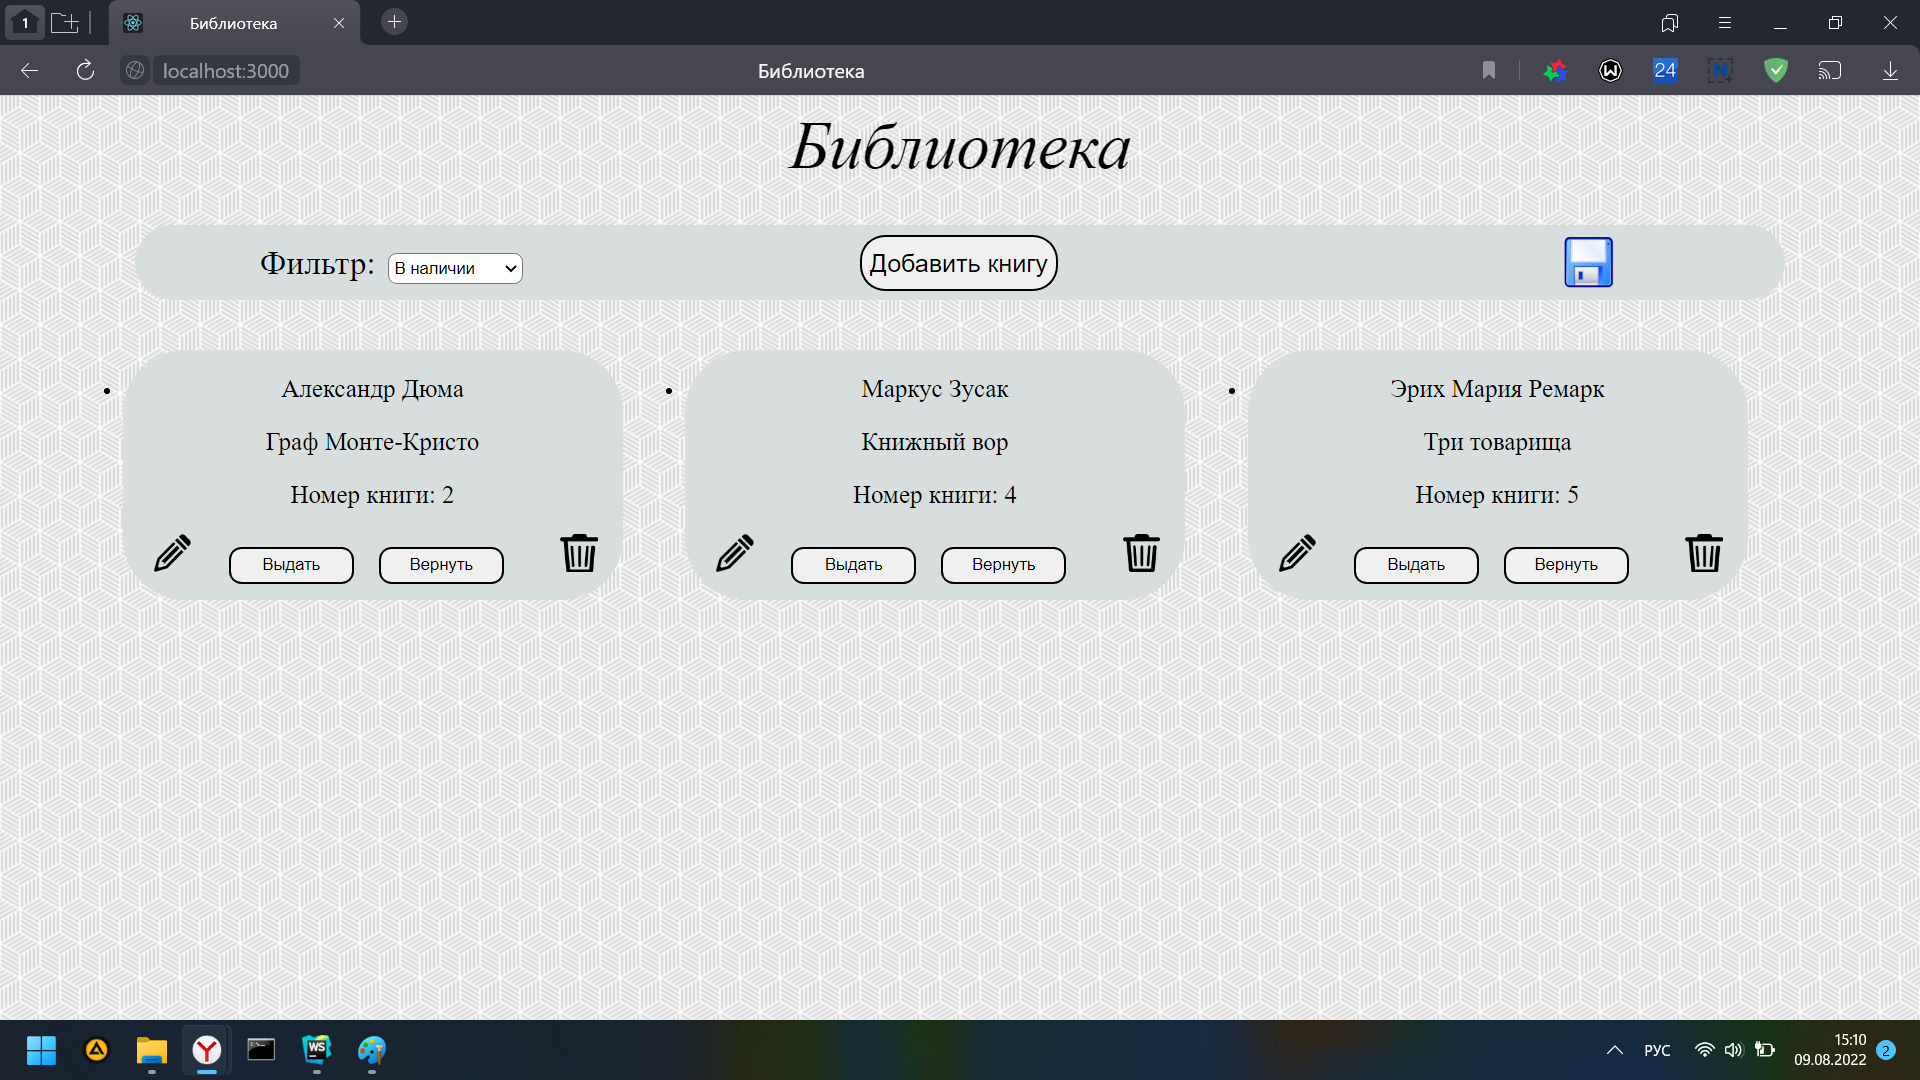 1
Библиотека
localhost:3000
Библиотека
24
N
Библиотека
Фильтр:
В наличии
Добавить книгу
Александр Дюма
Граф Монте-Кристо
Номер книги: 2
Выдать
Вернуть
Маркус Зусак
Книжный вор
Номер книги: 4
Выдать
Вернуть
Эрих Мария Ремарк
Три товарища
Номер книги: 5
Выдать
Вернуть
WS
РУС
15:10
09.08.2022
2